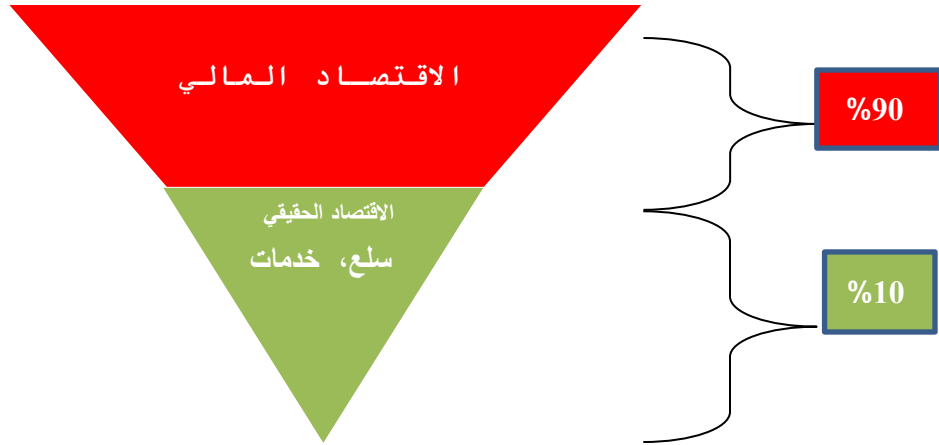 الاقتصاد المالي
%90
الاقتصاد الحقيقي
سلع، خدمات
%10